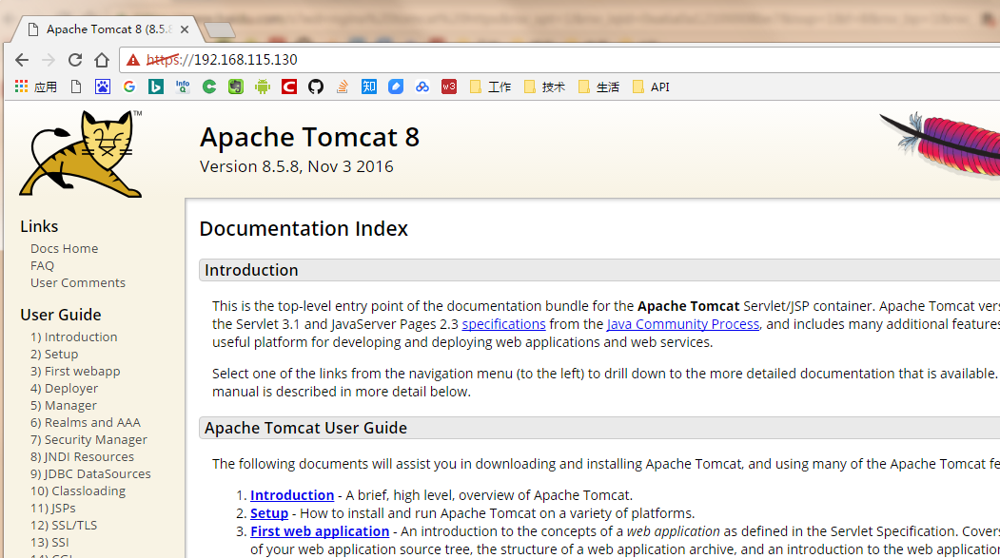 Apache Tomcat 8 (8.5.8
https://192.168.115.130
应用 工作 技术 生活 API
TM
Apache Tomcat 8
Version 8.5.8, Nov 3 2016
Links
Docs Home
FAQ
User Comments
User Guide
1) Introduction
2) Setup
3) First webapp
4) Deployer
5) Manager
6) Realms and AAA
7) Security Manager
8) JNDI Resources
9) JDBC DataSources
10) Classloading
11) JSPs
12) SSL/TLS
13) SSI
14) CGI
Documentation Index
Introduction
This is the top-level entry point of the documentation bundle for the Apache Tomcat Servlet/JSP container. Apache Tomcat vers
the Servlet 3.1 and JavaServer Pages 2.3 specifications from the Java Community Process, and includes many additional features
useful platform for developing and deploying web applications and web services.
Select one of the links from the navigation menu (to the left) to drill down to the more detailed documentation that is available.
manual is described in more detail below.
Apache Tomcat User Guide
The following documents will assist you in downloading and installing Apache Tomcat, and using many of the Apache Tomcat fe
1. Introduction - A brief, high level, overview of Apache Tomcat.
2. Setup - How to install and run Apache Tomcat on a variety of platforms.
3. First web application - An introduction to the concepts of a web application as defined in the Servlet Specification. Covers
of your web application source tree, the structure of a web application archive, and an introduction to the web application